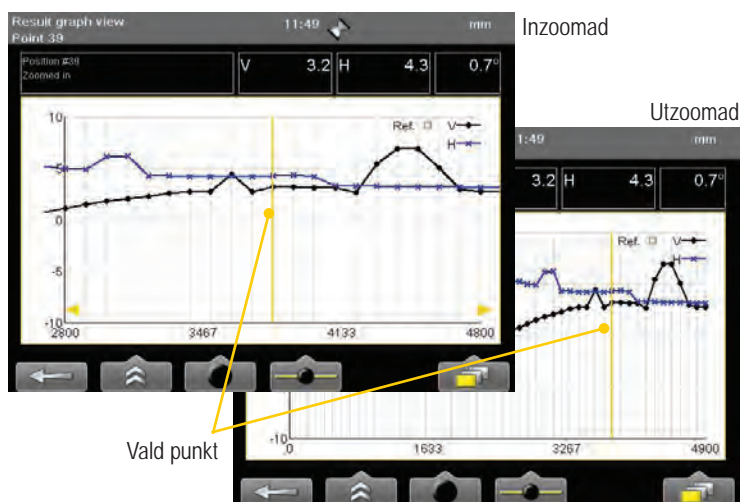 Result graph view 11:49 mm
Point 39
Inzoomad
Position #39
Zoomed in
V 3.2 H 4.3 0.7°
Utzoomad
10
5
0
-5
-10
Ref. V
H
2800 3467 4133 4800
1:49 mm
3.2 H 4.3 0.7°
Ref. V
H
-10
0 1633 3267 4900
Vald punkt